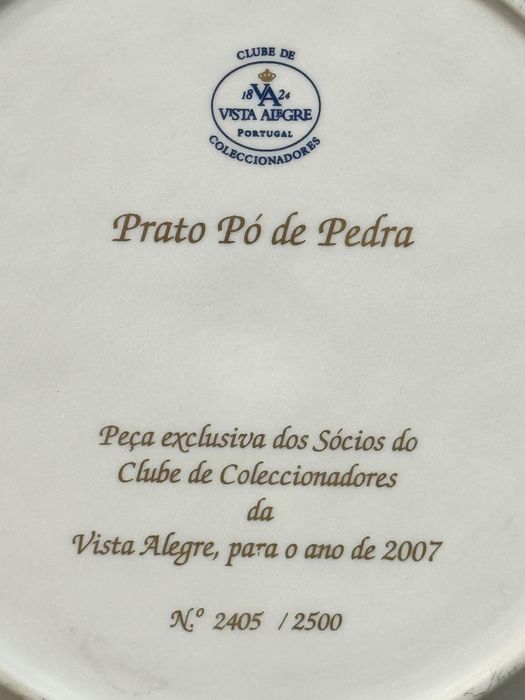 CLUBE DE
18 VA 24
VISTA ALEGRE
PORTUGAL
COLECCIONADORES
Prato Pó de Pedra
Peça exclusiva dos Sócios do
Clube de Coleccionadores
da
Vista Alegre, para o ano de 2007
N.º 2405 / 2500